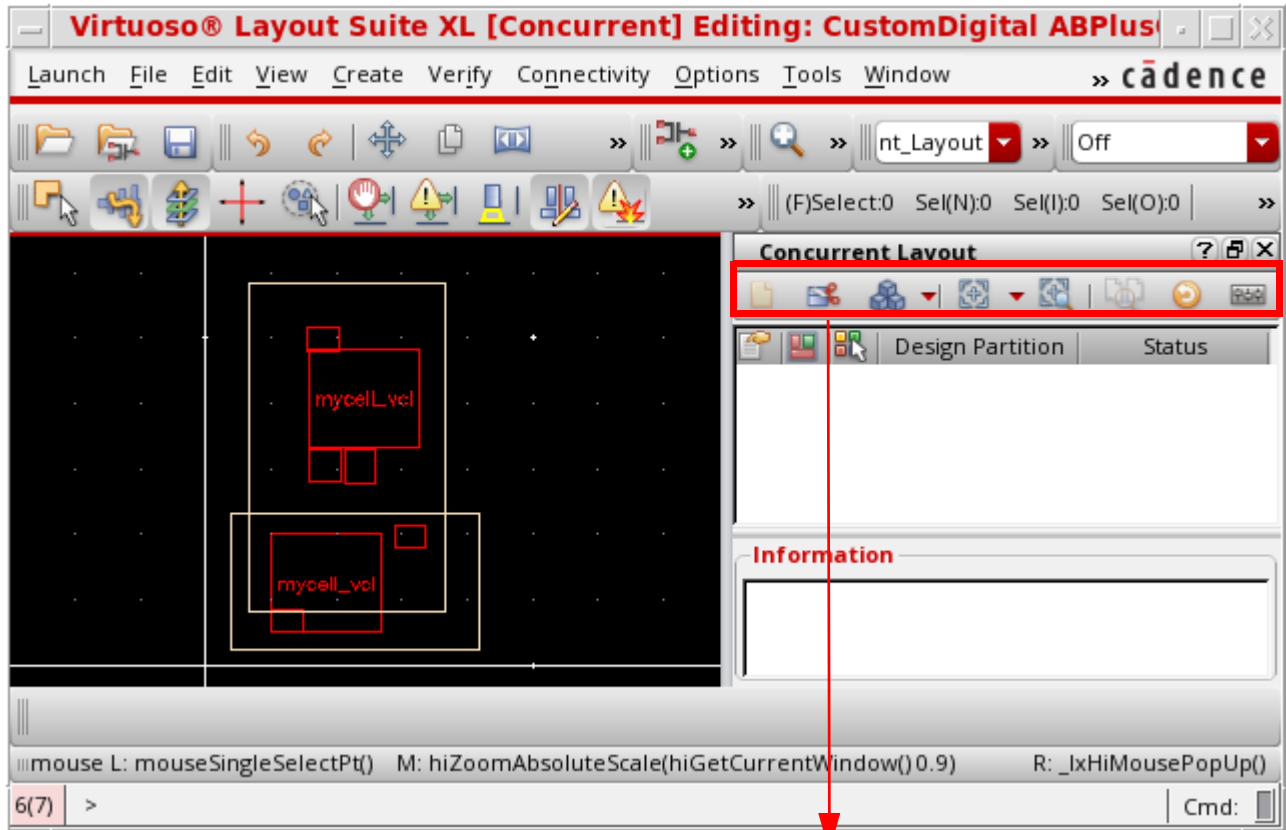 Virtuoso® Layout Suite XL [Concurrent] Editing: CustomDigital ABPlus
Launch File Edit View Create Verify Connectivity Options Tools Window » cādence
» » » nt_Layout » Off
» (F)Select:0 Sel(N):0 Sel(I):0 Sel(O):0 »
Concurrent Layout
Design Partition Status
mycell_vcl
mycell_vcl
Information
mouse L: mouseSingleSelectPt() M: hiZoomAbsoluteScale(hiGetCurrentWindow() 0.9) R: _lxHiMousePopUp()
6(7) > Cmd: